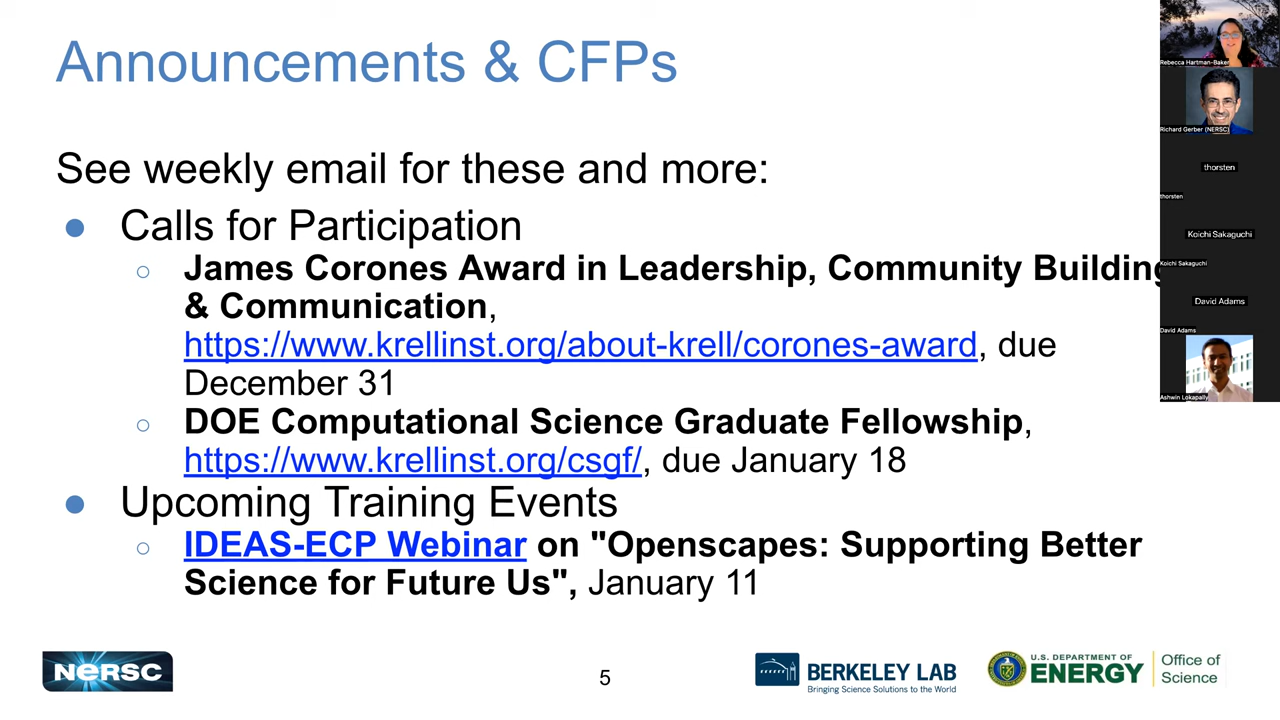 Announcements & CFPs
See weekly email for these and more:
● Calls for Participation
○ James Corones Award in Leadership, Community Building
& Communication,
https://www.krellinst.org/about-krell/corones-award, due
December 31
○ DOE Computational Science Graduate Fellowship,
https://www.krellinst.org/csgf/, due January 18
● Upcoming Training Events
○ IDEAS-ECP Webinar on "Openscapes: Supporting Better
Science for Future Us", January 11
NERSC
5
BERKELEY LAB
Bringing Science Solutions to the World
U.S. DEPARTMENT OF
ENERGY
Office of
Science
Rebecca Hartman-Baker
Richard Gerber (NERSC)
thorsten
thorsten
Koichi Sakaguchi
Koichi Sakaguchi
David Adams
David Adams
Ashwin Lokapally